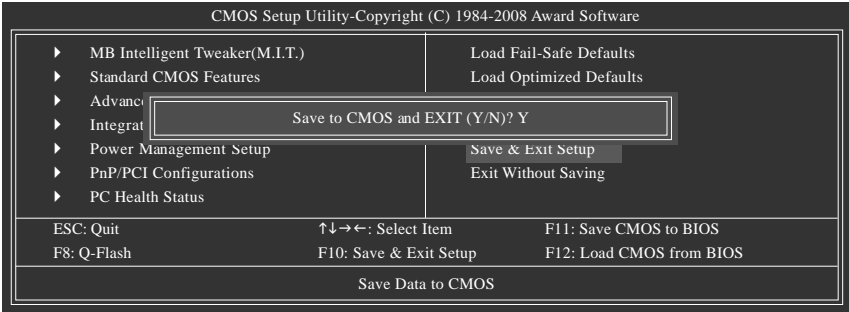 CMOS Setup Utility-Copyright (C) 1984-2008 Award Software
MB Intelligent Tweaker(M.I.T.)
Standard CMOS Features
Advanc
Integrat
Power Management Setup
PnP/PCI Configurations
PC Health Status
Load Fail-Safe Defaults
Load Optimized Defaults
Save to CMOS and EXIT (Y/N)? Y
Save & Exit Setup
Exit Without Saving
ESC: Quit ↑↓→←: Select Item F11: Save CMOS to BIOS
F8: Q-Flash F10: Save & Exit Setup F12: Load CMOS from BIOS
Save Data to CMOS